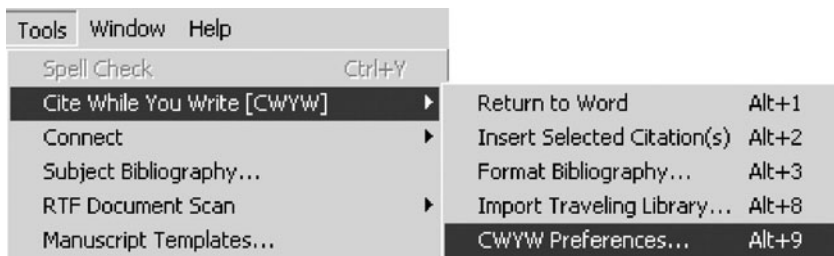 Tools Window Help
Spell Check Ctrl+Y
Cite While You Write [CWYW]
Connect
Subject Bibliography...
RTF Document Scan
Manuscript Templates...
Return to Word Alt+1
Insert Selected Citation(s) Alt+2
Format Bibliography... Alt+3
Import Traveling Library... Alt+8
CWYW Preferences... Alt+9